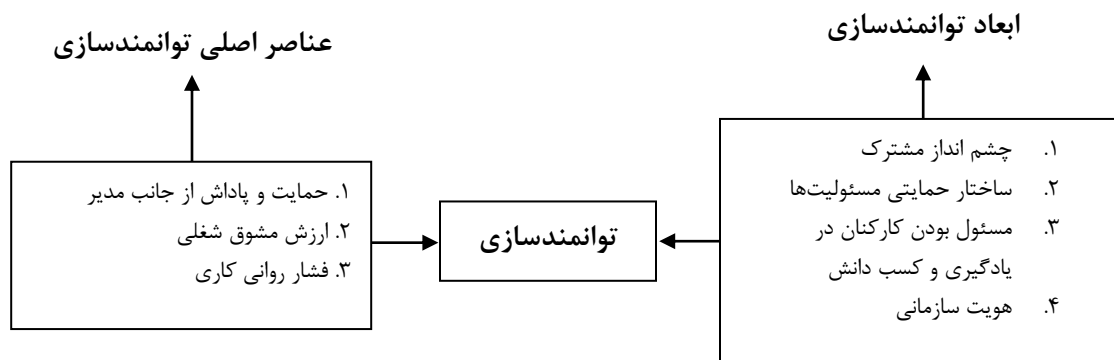 ابعاد توانمندسازی
عناصر اصلی توانمندسازی
۱. چشم انداز مشترک
۲. ساختار حمایتی مسئولیت‌ها
۳. مسئول بودن کارکنان در
یادگیری و کسب دانش
۴. هویت سازمانی
توانمندسازی
۱. حمایت و پاداش از جانب مدیر
۲. ارزش مشوق شغلی
۳. فشار روانی کاری